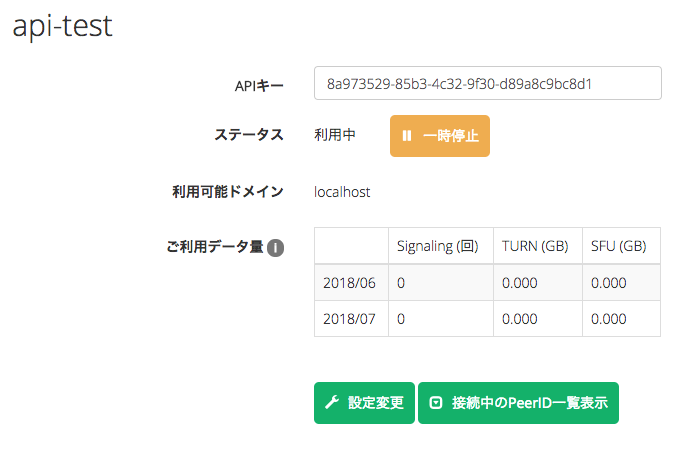 api-test
APIキー 8a973529-85b3-4c32-9f30-d89a8c9bc8d1
ステータス 利用中 一時停止
利用可能ドメイン localhost
ご利用データ量 i
Signaling (回) TURN (GB) SFU (GB)
2018/06 0 0.000 0.000
2018/07 0 0.000 0.000
設定変更 接続中のPeerID一覧表示